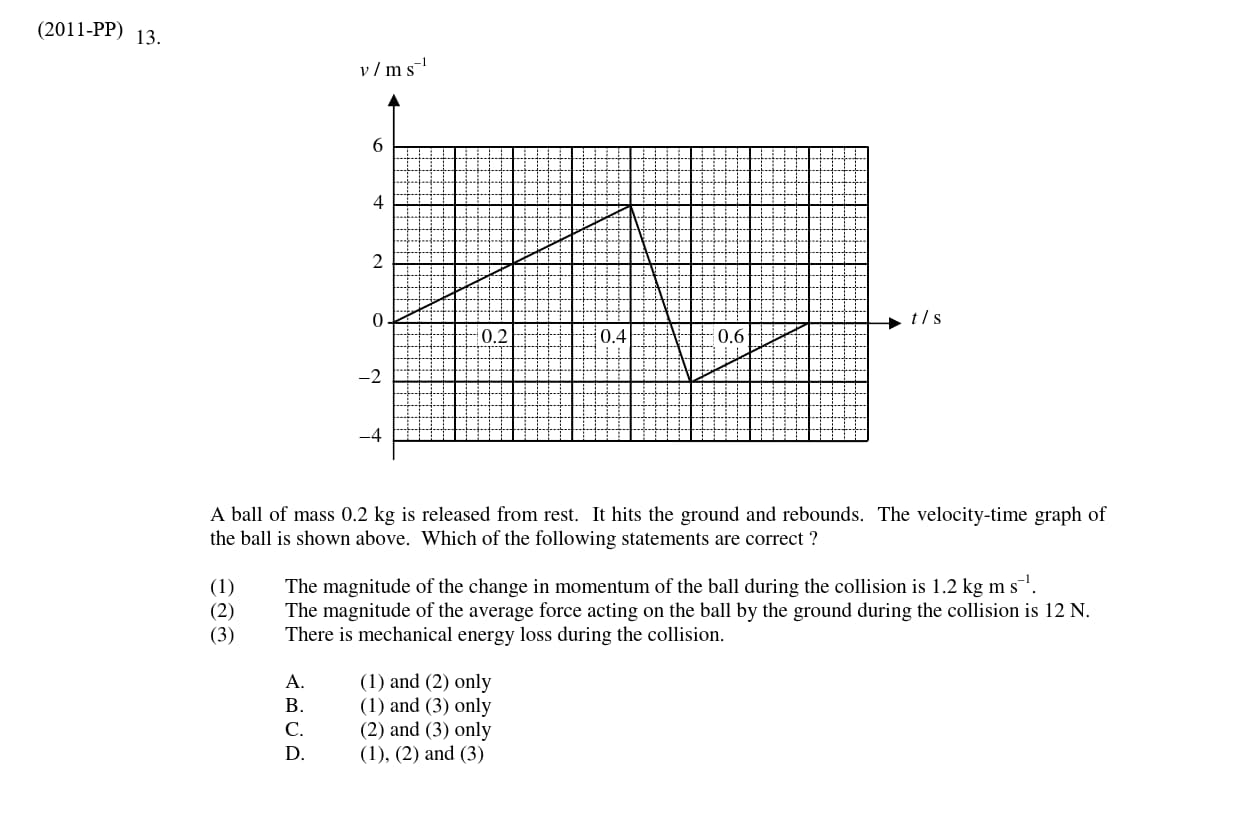 (2011-PP) 13.
v / m s⁻¹
6
4
2
0
0.2 0.4 0.6 t / s
–2
–4
A ball of mass 0.2 kg is released from rest. It hits the ground and rebounds. The velocity-time graph of
the ball is shown above. Which of the following statements are correct ?
(1) The magnitude of the change in momentum of the ball during the collision is 1.2 kg m s⁻¹.
(2) The magnitude of the average force acting on the ball by the ground during the collision is 12 N.
(3) There is mechanical energy loss during the collision.
A. (1) and (2) only
B. (1) and (3) only
C. (2) and (3) only
D. (1), (2) and (3)